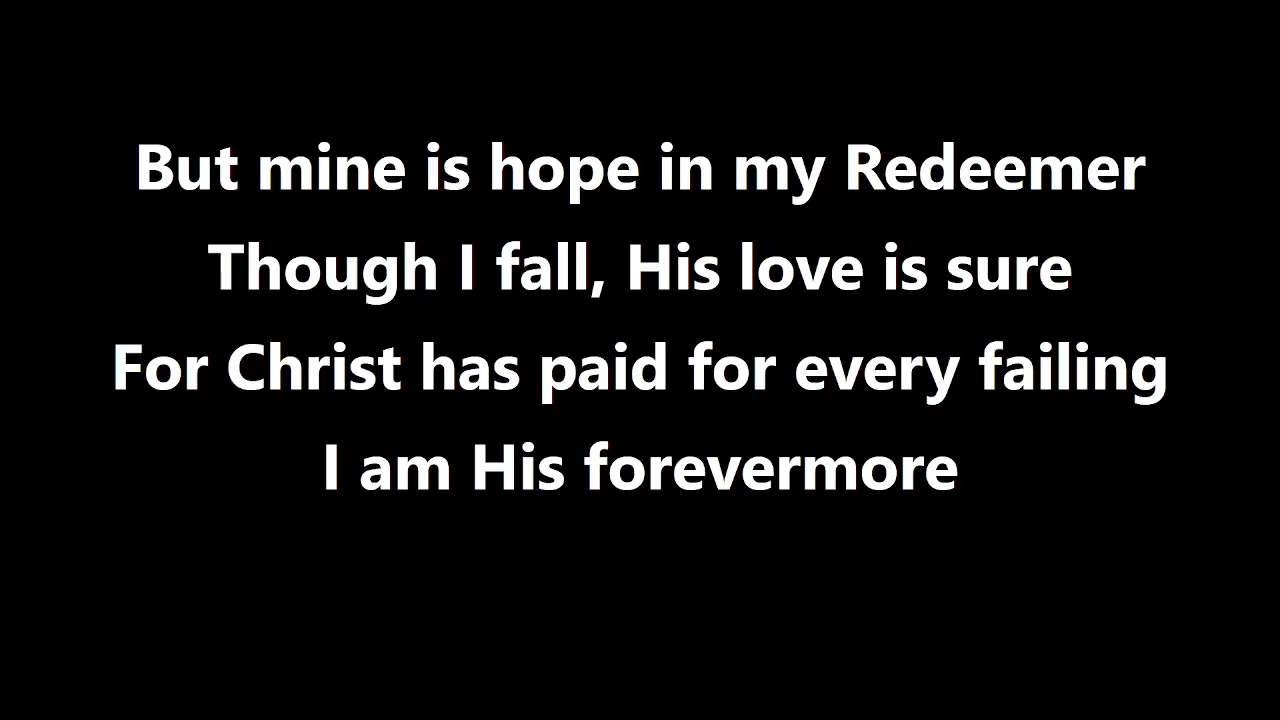 But mine is hope in my Redeemer
Though I fall, His love is sure
For Christ has paid for every failing
I am His forevermore